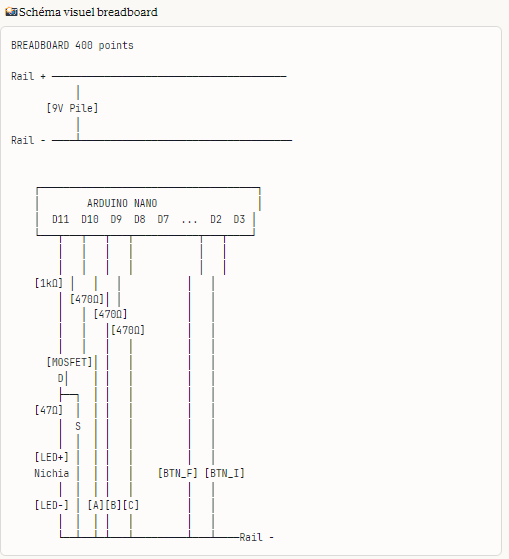 Schéma visuel breadboard
BREADBOARD 400 points
Rail +
[9V Pile]
Rail -
ARDUINO NANO
D11 D10 D9 D8 D7 ... D2 D3
[1kΩ]
[470Ω]
[470Ω]
[470Ω]
[MOSFET]
D
[47Ω]
S
[LED+]
Nichia [BTN_F] [BTN_I]
[LED-] [A][B][C]
Rail -